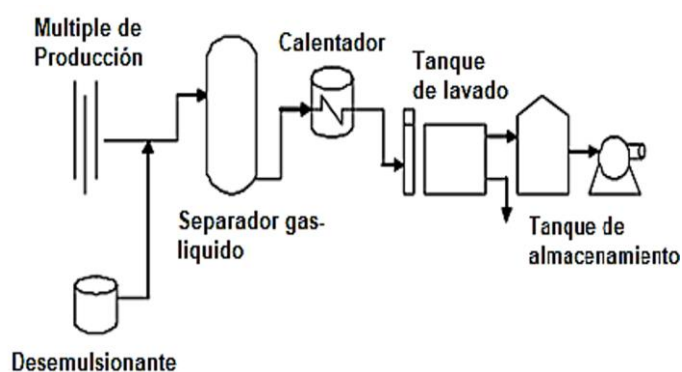 Multiple de
Producción
Calentador
Tanque
de lavado
Separador gas-
liquido
Tanque de
almacenamiento
Desemulsionante